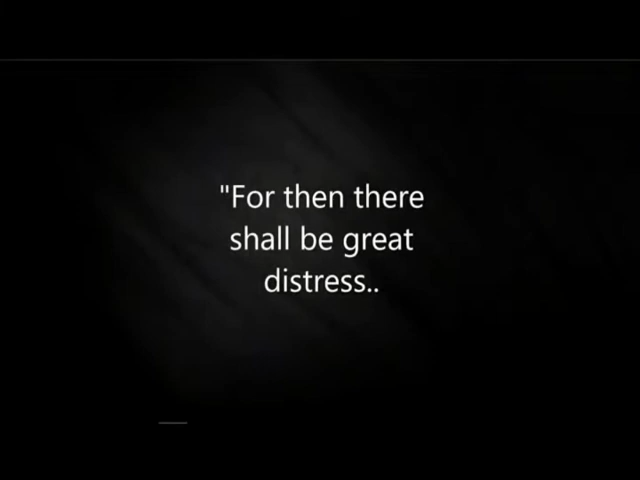 "For then there
shall be great
distress..